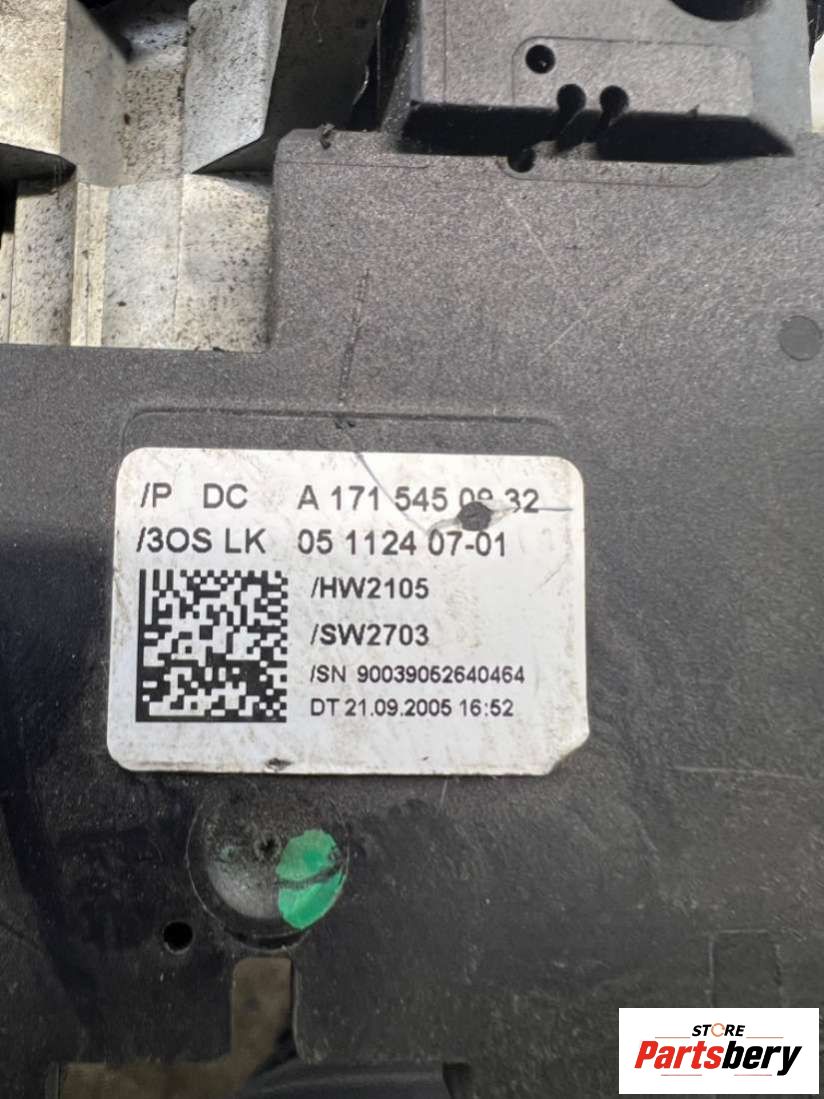 /P DC A 171 545 32
/3OS LK 05 1124 07-01
/HW2105
/SW2703
/SN 90039052640464
DT 21.09.2005 16:52
STORE
Partsbery